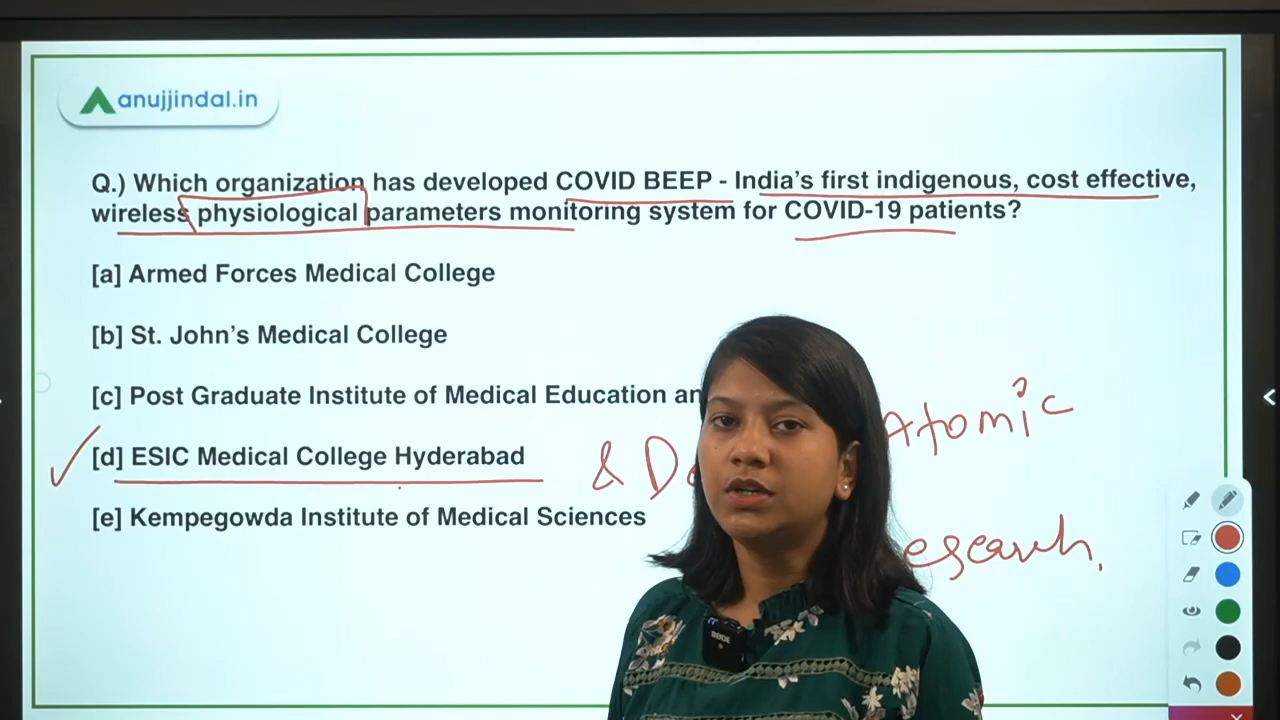 anujjindal.in
Q.) Which organization has developed COVID BEEP - India's first indigenous, cost effective,
wireless physiological parameters monitoring system for COVID-19 patients?
[a] Armed Forces Medical College
[b] St. John's Medical College
[c] Post Graduate Institute of Medical Education
[d] ESIC Medical College Hyderabad
& Atomic
[e] Kempegowda Institute of Medical Sciences
RØDE